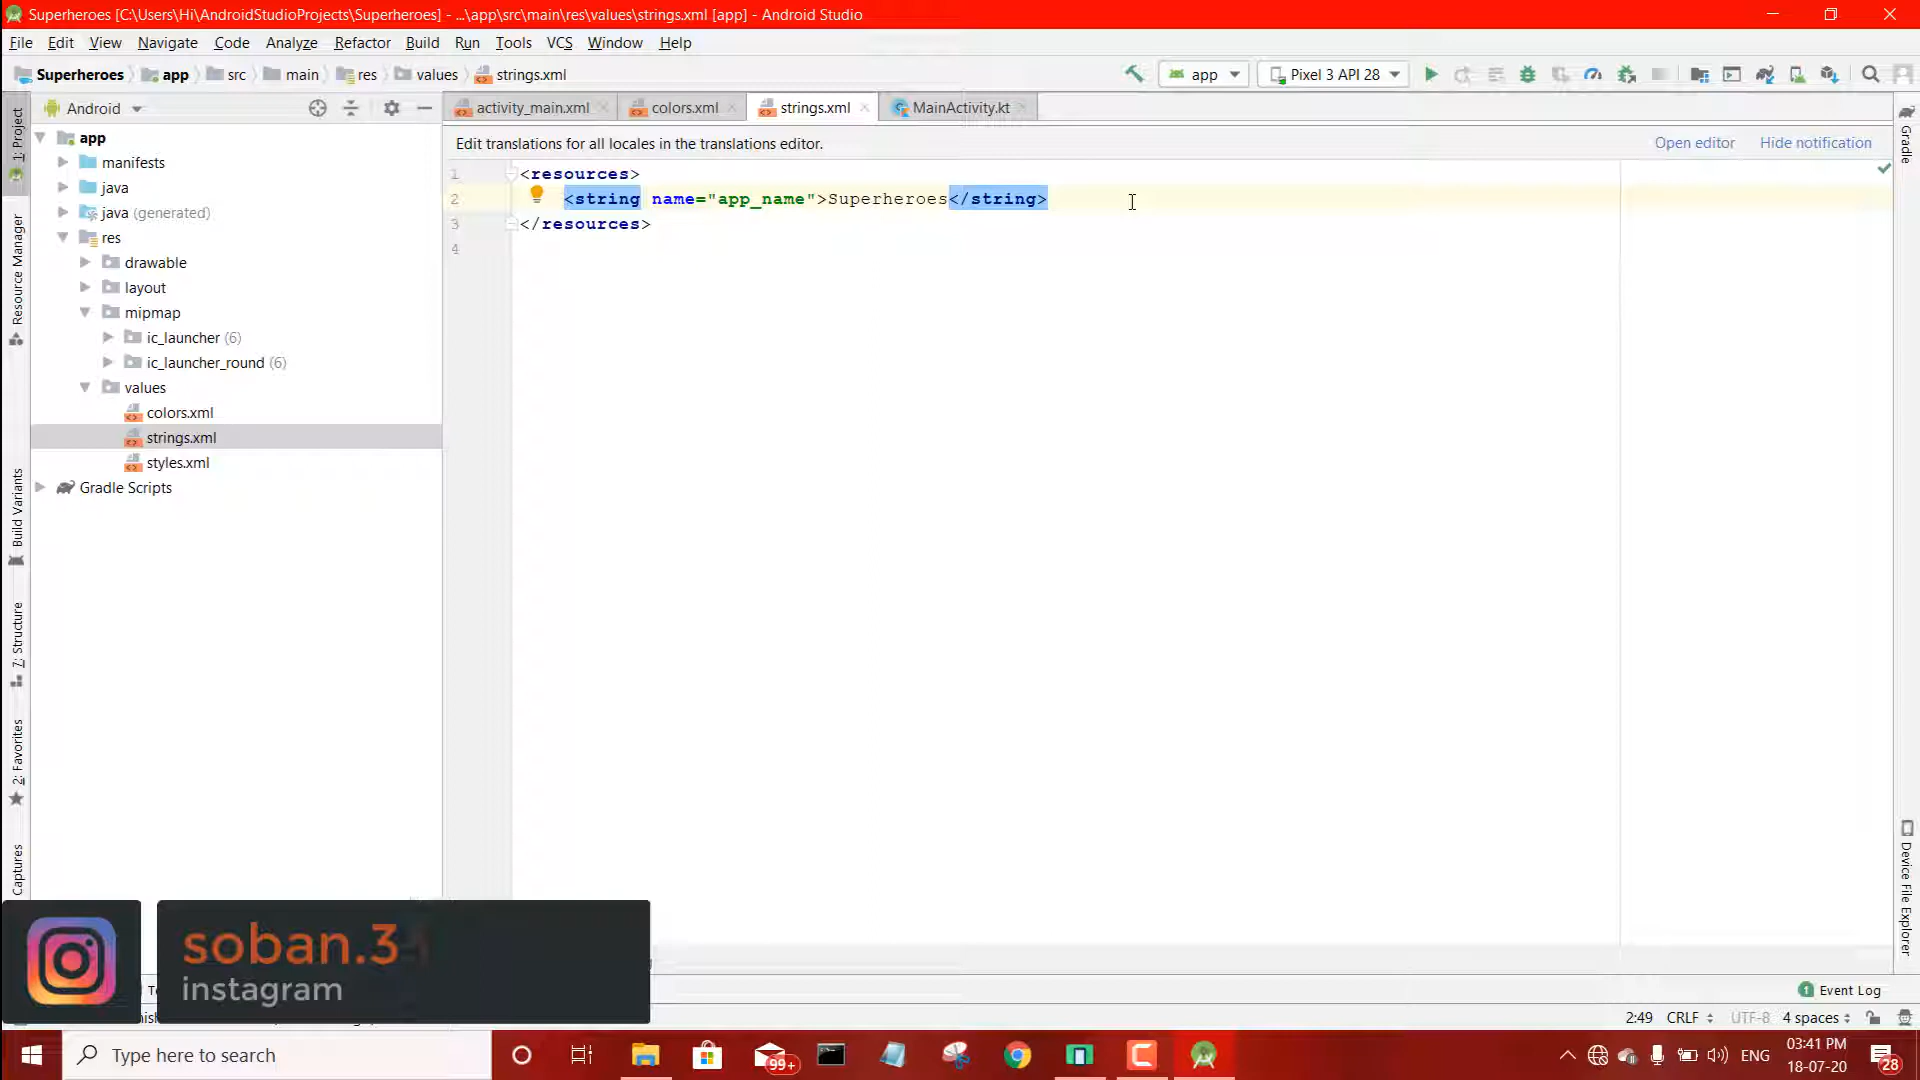 Superheroes [C:\Users\Hi\AndroidStudioProjects\Superheroes] - ...\app\src\main\res\values\strings.xml [app] - Android Studio
File Edit View Navigate Code Analyze Refactor Build Run Tools VCS Window Help
Superheroes app src main res values strings.xml
app
Pixel 3 API 28
Android
activity_main.xml
colors.xml
strings.xml
MainActivity.kt
Edit translations for all locales in the translations editor.
Open editor
Hide notification
1: Project
Resource Manager
Build Variants
7: Structure
2: Favorites
Captures
app
manifests
java
java (generated)
res
drawable
layout
mipmap
ic_launcher (6)
ic_launcher_round (6)
values
colors.xml
strings.xml
styles.xml
Gradle Scripts
1 <resources>
2 <string name="app_name">Superheroes</string>
3 </resources>
4
Gradle
Device File Explorer
soban.3
instagram
1 Event Log
2:49 CRLF UTF-8 4 spaces
Type here to search
99+
ENG
03:41 PM
18-07-20
28